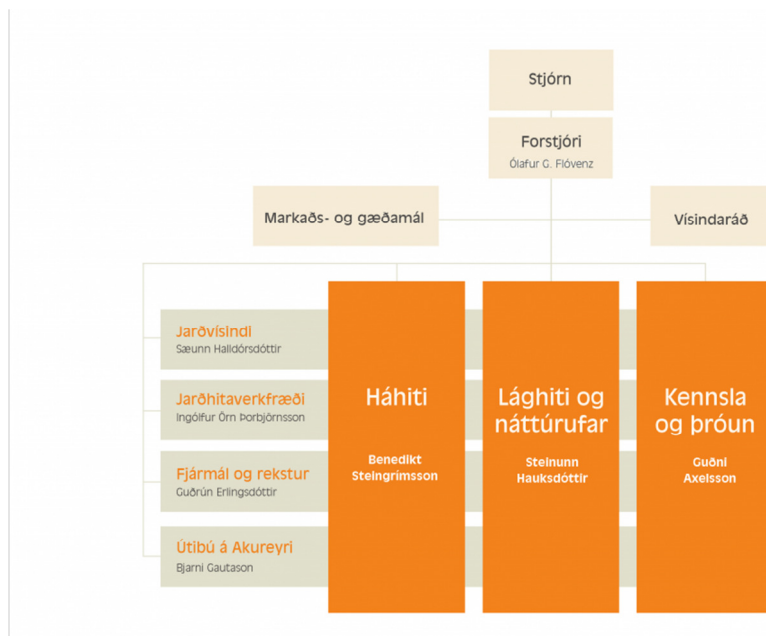 Stjórn
Forstjóri
Ólafur G. Flóvenz
Markaðs- og gæðamál
Vísindaráð
Jarðvísindi
Sæunn Halldórsdóttir
Jarðhitaverkfræði
Ingólfur Örn Þorbjörnsson
Fjármál og rekstur
Guðrún Erlingsdóttir
Útibú á Akureyri
Bjarni Gautason
Háhiti
Benedikt
Steingrímsson
Lághiti og
náttúrufar
Steinunn
Hauksdóttir
Kennsla
og þróun
Guðni
Axelsson